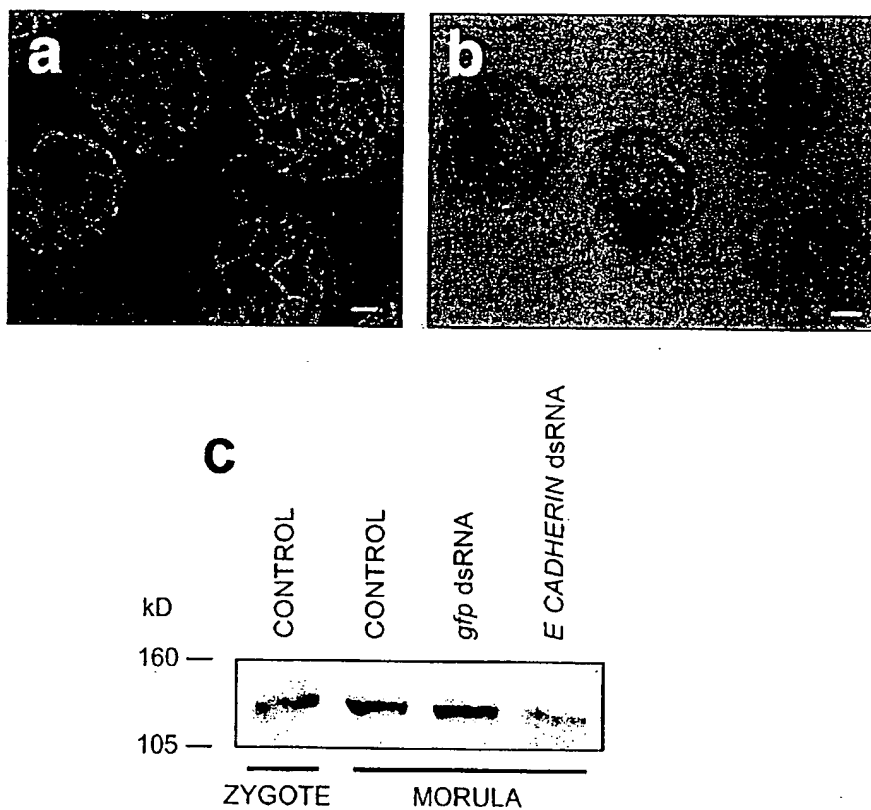 a
b
c
kD
CONTROL
CONTROL
gfp dsRNA
E CADHERIN dsRNA
160
105
ZYGOTE
MORULA